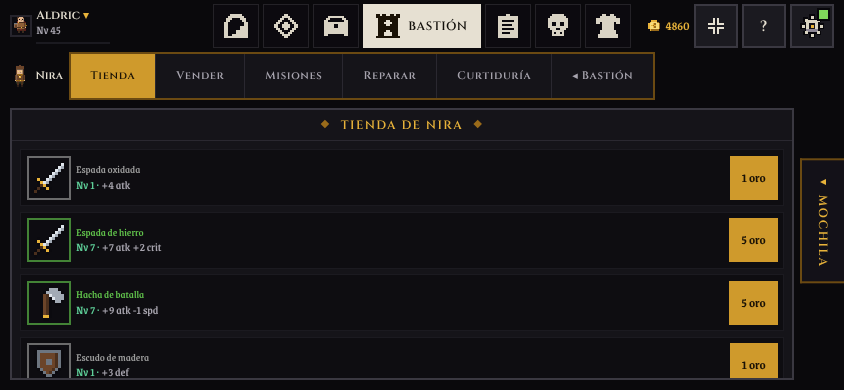 ALDRIC ▾
Nv 45
BASTIÓN
4860
?
NIRA
TIENDA
VENDER
MISIONES
REPARAR
CURTIDURÍA
◂ BASTIÓN
◆ TIENDA DE NIRA ◆
Espada oxidada
Nv 1 · +4 atk
1 oro
Espada de hierro
Nv 7 · +7 atk +2 crit
5 oro
Hacha de batalla
Nv 7 · +9 atk -1 spd
5 oro
Escudo de madera
Nv 1 · +3 def
1 oro
◂ MOCHILA